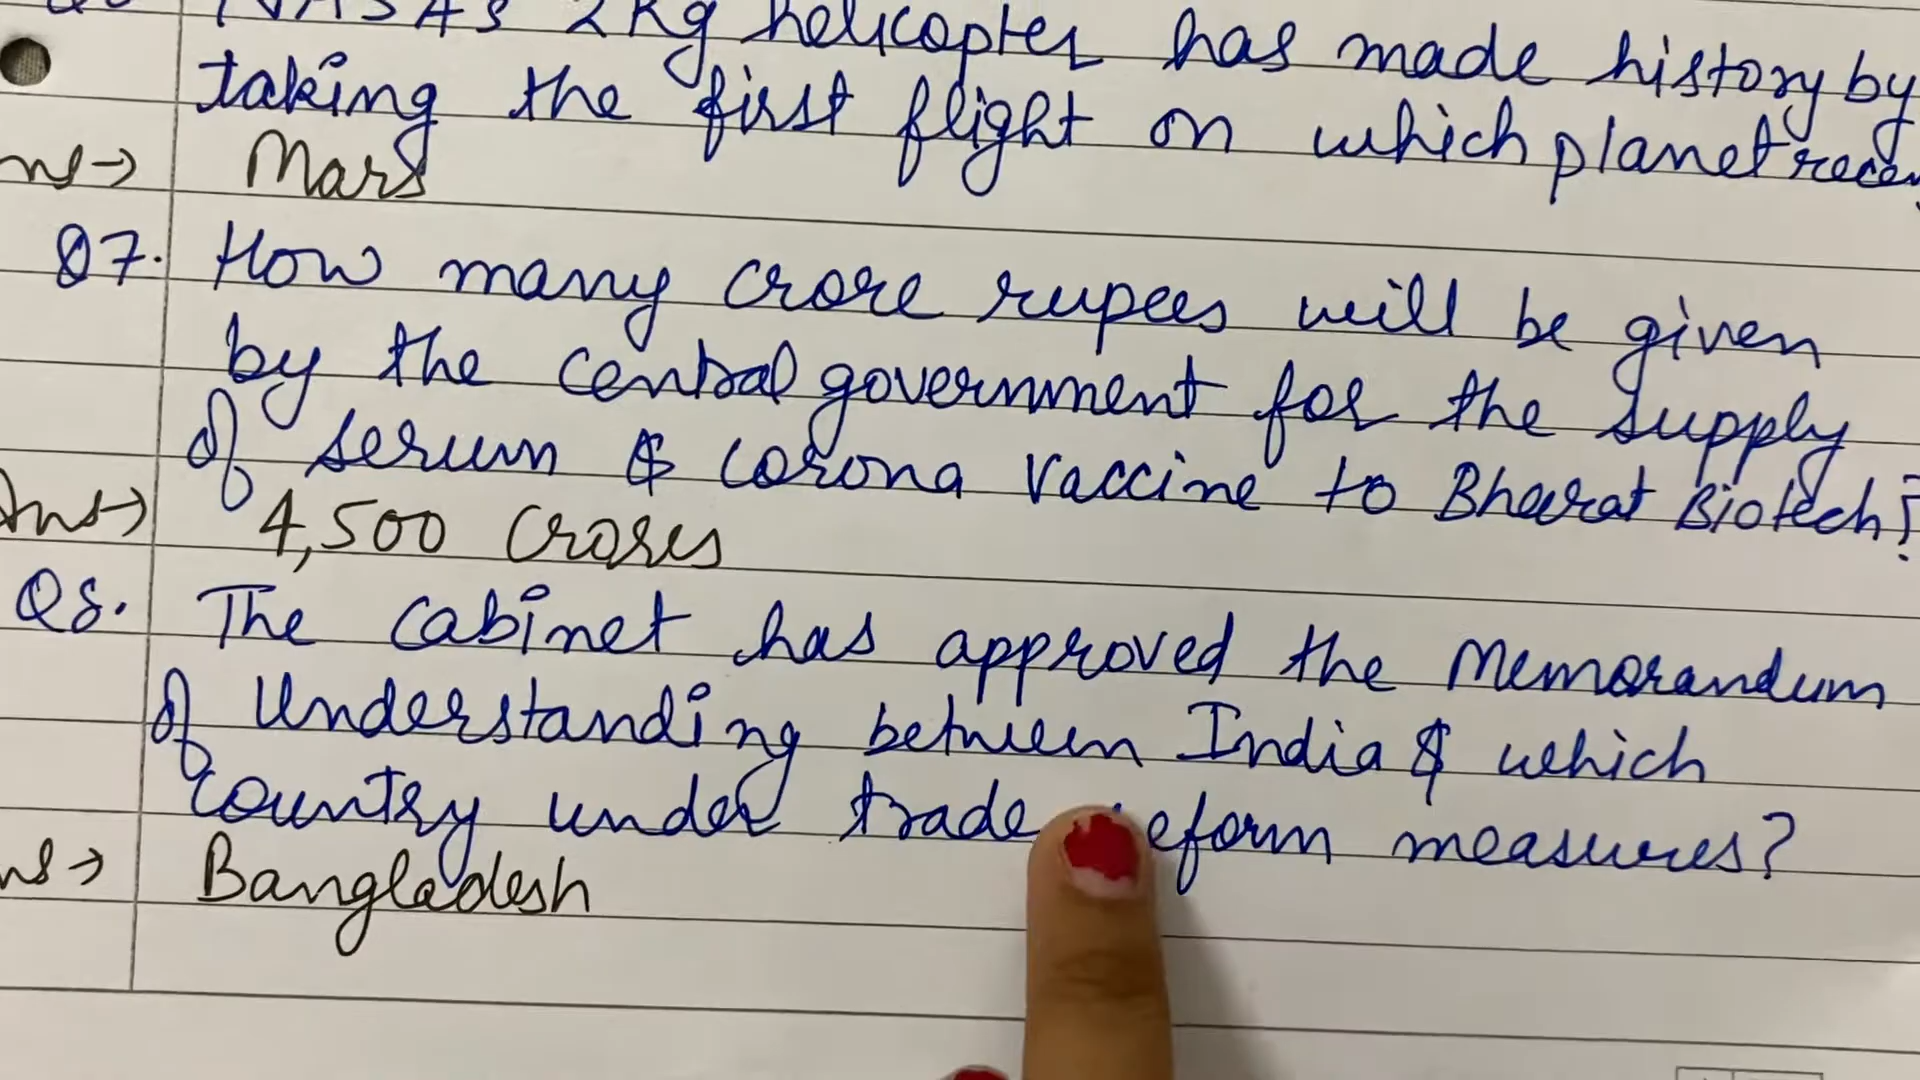 NASA's 2kg helicopter has made history by
taking the first flight on which planet
Ans→ Mars
Q7. How many crore rupees will be given
by the central government for the supply
of serum & corona vaccine to Bharat Biotech?
Ans→ 4,500 crores
Q8. The cabinet has approved the Memorandum
of Understanding between India & which
country under trade reform measures?
Ans→ Bangladesh